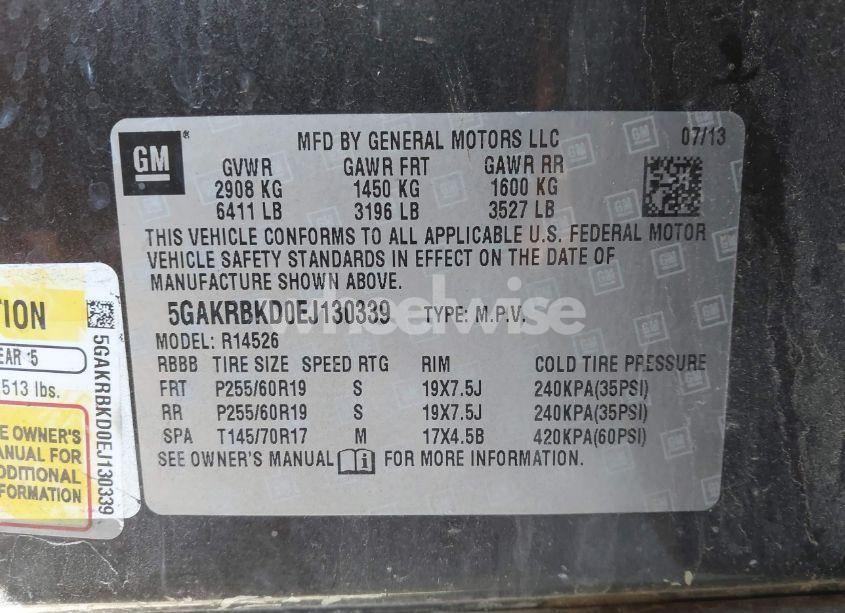 GM
MFD BY GENERAL MOTORS LLC 07/13
GVWR GAWR FRT GAWR RR
2908 KG 1450 KG 1600 KG
6411 LB 3196 LB 3527 LB
THIS VEHICLE CONFORMS TO ALL APPLICABLE U.S. FEDERAL MOTOR
VEHICLE SAFETY STANDARDS IN EFFECT ON THE DATE OF
MANUFACTURE SHOWN ABOVE.
5GAKRBKD0EJ130339 TYPE: M.P.V.
MODEL: R14526
RBBB TIRE SIZE SPEED RTG RIM COLD TIRE PRESSURE
FRT P255/60R19 S 19X7.5J 240KPA(35PSI)
RR P255/60R19 S 19X7.5J 240KPA(35PSI)
SPA T145/70R17 M 17X4.5B 420KPA(60PSI)
SEE OWNER'S MANUAL FOR MORE INFORMATION.
wheelwise
TION
EAR 5
513 lbs.
E OWNER'S
ANUAL FOR
DDITIONAL
FORMATION
5GAKRBKD0EJ130339